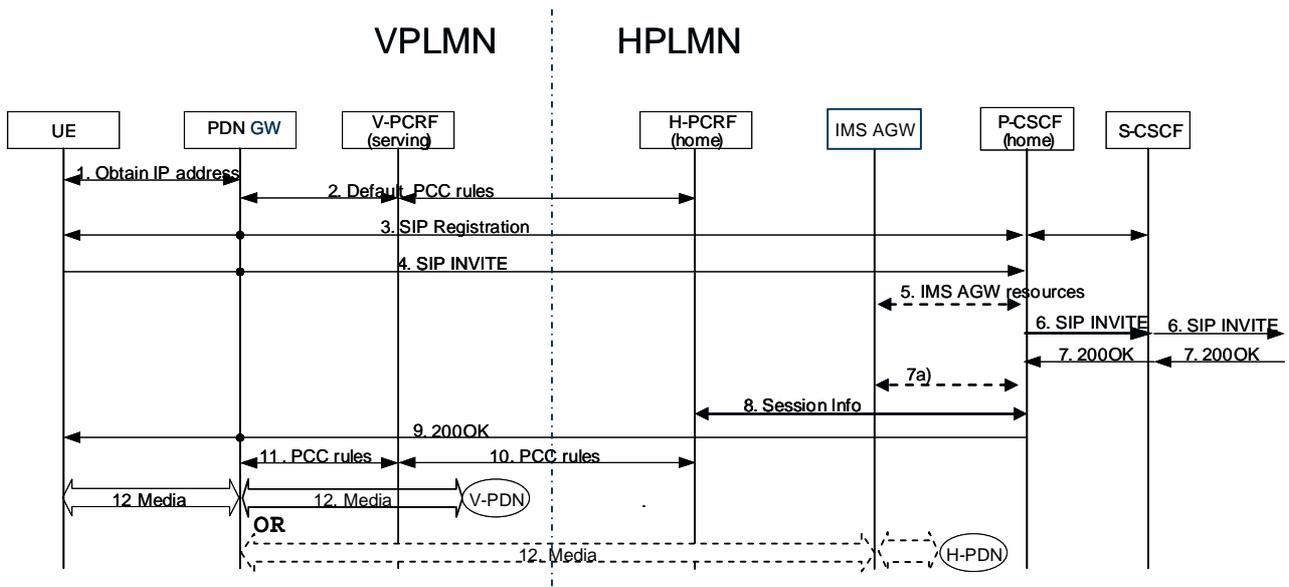 VPLMN HPLMN
UE
PDN GW
V-PCRF
(serving)
H-PCRF
(home)
IMS AGW
P-CSCF
(home)
S-CSCF
1. Obtain IP address
2. Default PCC rules
3. SIP Registration
4. SIP INVITE
5. IMS AGW resources
6. SIP INVITE
6. SIP INVITE
7. 200OK
7. 200OK
7a)
8. Session Info
9. 200OK
11. PCC rules
10. PCC rules
12. Media
12. Media
V-PDN
OR
12. Media
H-PDN